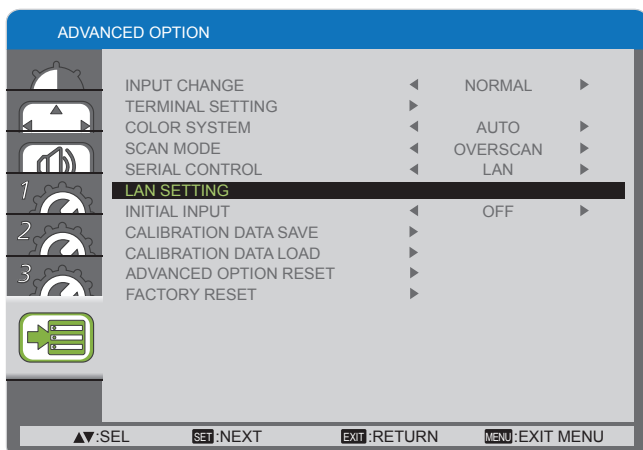 ADVANCED OPTION
INPUT CHANGE ◀ NORMAL ▶
TERMINAL SETTING ▶
COLOR SYSTEM ◀ AUTO ▶
SCAN MODE ◀ OVERSCAN ▶
SERIAL CONTROL ◀ LAN ▶
LAN SETTING
INITIAL INPUT ◀ OFF ▶
CALIBRATION DATA SAVE ▶
CALIBRATION DATA LOAD ▶
ADVANCED OPTION RESET ▶
FACTORY RESET ▶
1
2
3
▲▼:SEL SET:NEXT EXIT:RETURN MENU:EXIT MENU